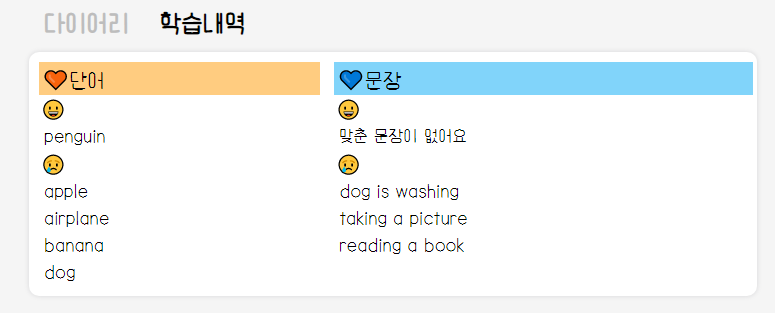 다이어리 학습내역
단어
penguin
apple
airplane
banana
dog
문장
맞춘 문장이 없어요
dog is washing
taking a picture
reading a book